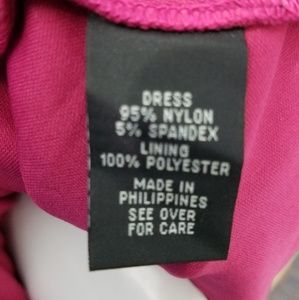 DRESS
95% NYLON
5% SPANDEX
LINING
100% POLYESTER
MADE IN
PHILIPPINES
SEE OVER
FOR CARE